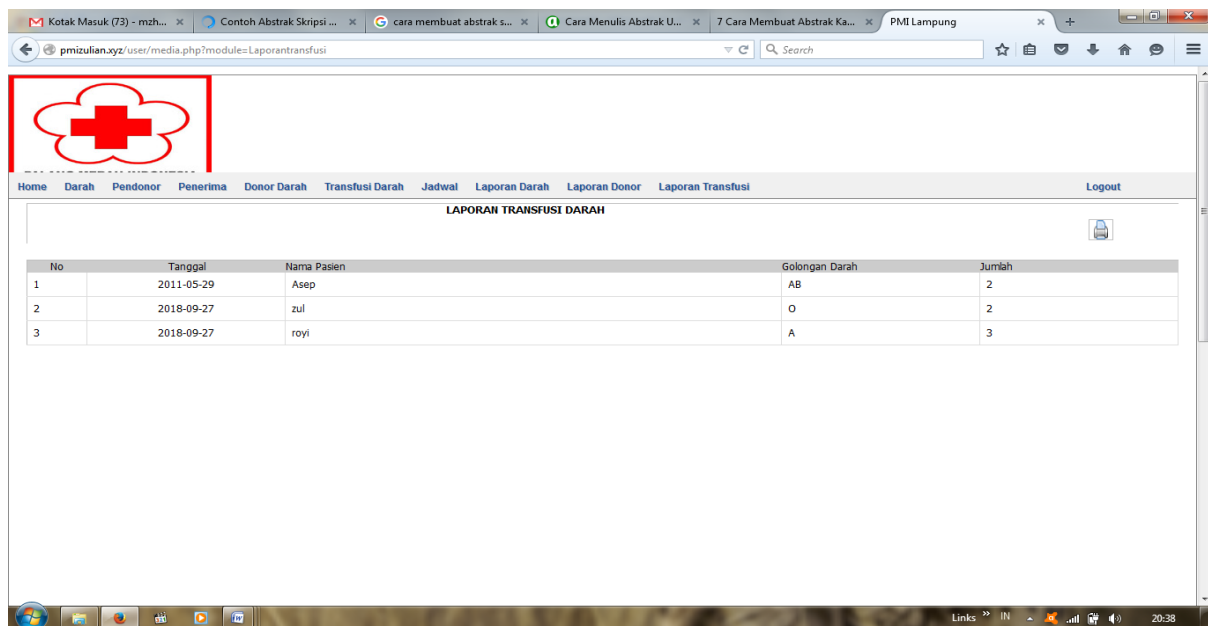 Kotak Masuk (73) - mzh... Contoh Abstrak Skripsi ... cara membuat abstrak s... Cara Menulis Abstrak U... 7 Cara Membuat Abstrak Ka... PMI Lampung
pmizulian.xyz/user/media.php?module=Laporantransfusi Search
Home Darah Pendonor Penerima Donor Darah Transfusi Darah Jadwal Laporan Darah Laporan Donor Laporan Transfusi Logout
LAPORAN TRANSFUSI DARAH
No Tanggal Nama Pasien Golongan Darah Jumlah
1 2011-05-29 Asep AB 2
2 2018-09-27 zul O 2
3 2018-09-27 royi A 3
Links IN 20:38